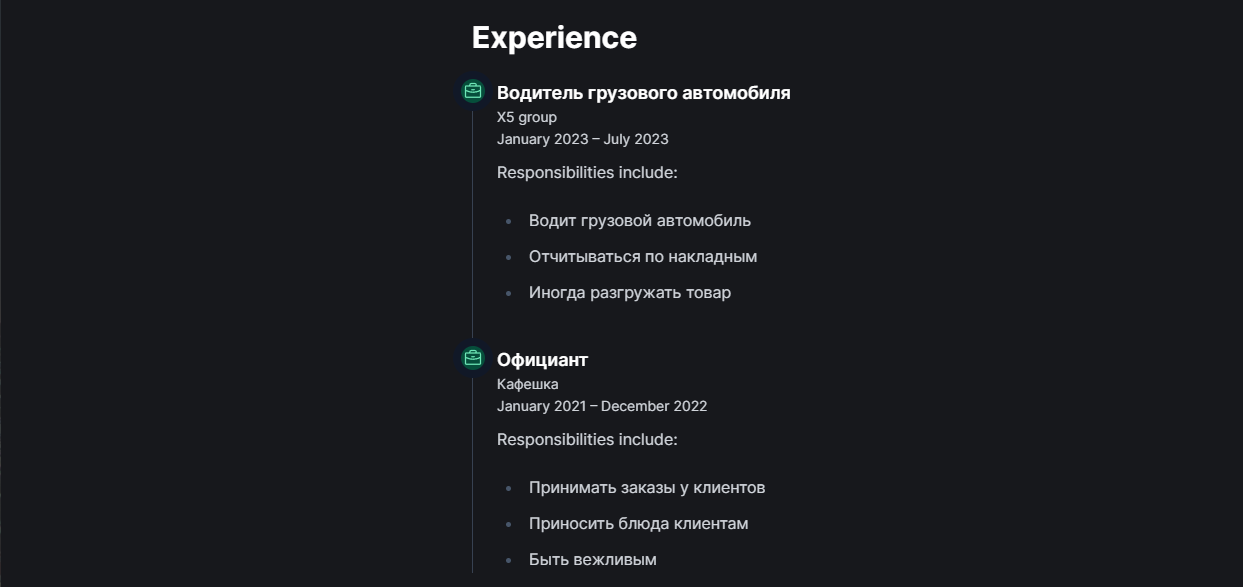 Experience
Водитель грузового автомобиля
X5 group
January 2023 – July 2023
Responsibilities include:
Водит грузовой автомобиль
Отчитываться по накладным
Иногда разгружать товар
Официант
Кафешка
January 2021 – December 2022
Responsibilities include:
Принимать заказы у клиентов
Приносить блюда клиентам
Быть вежливым